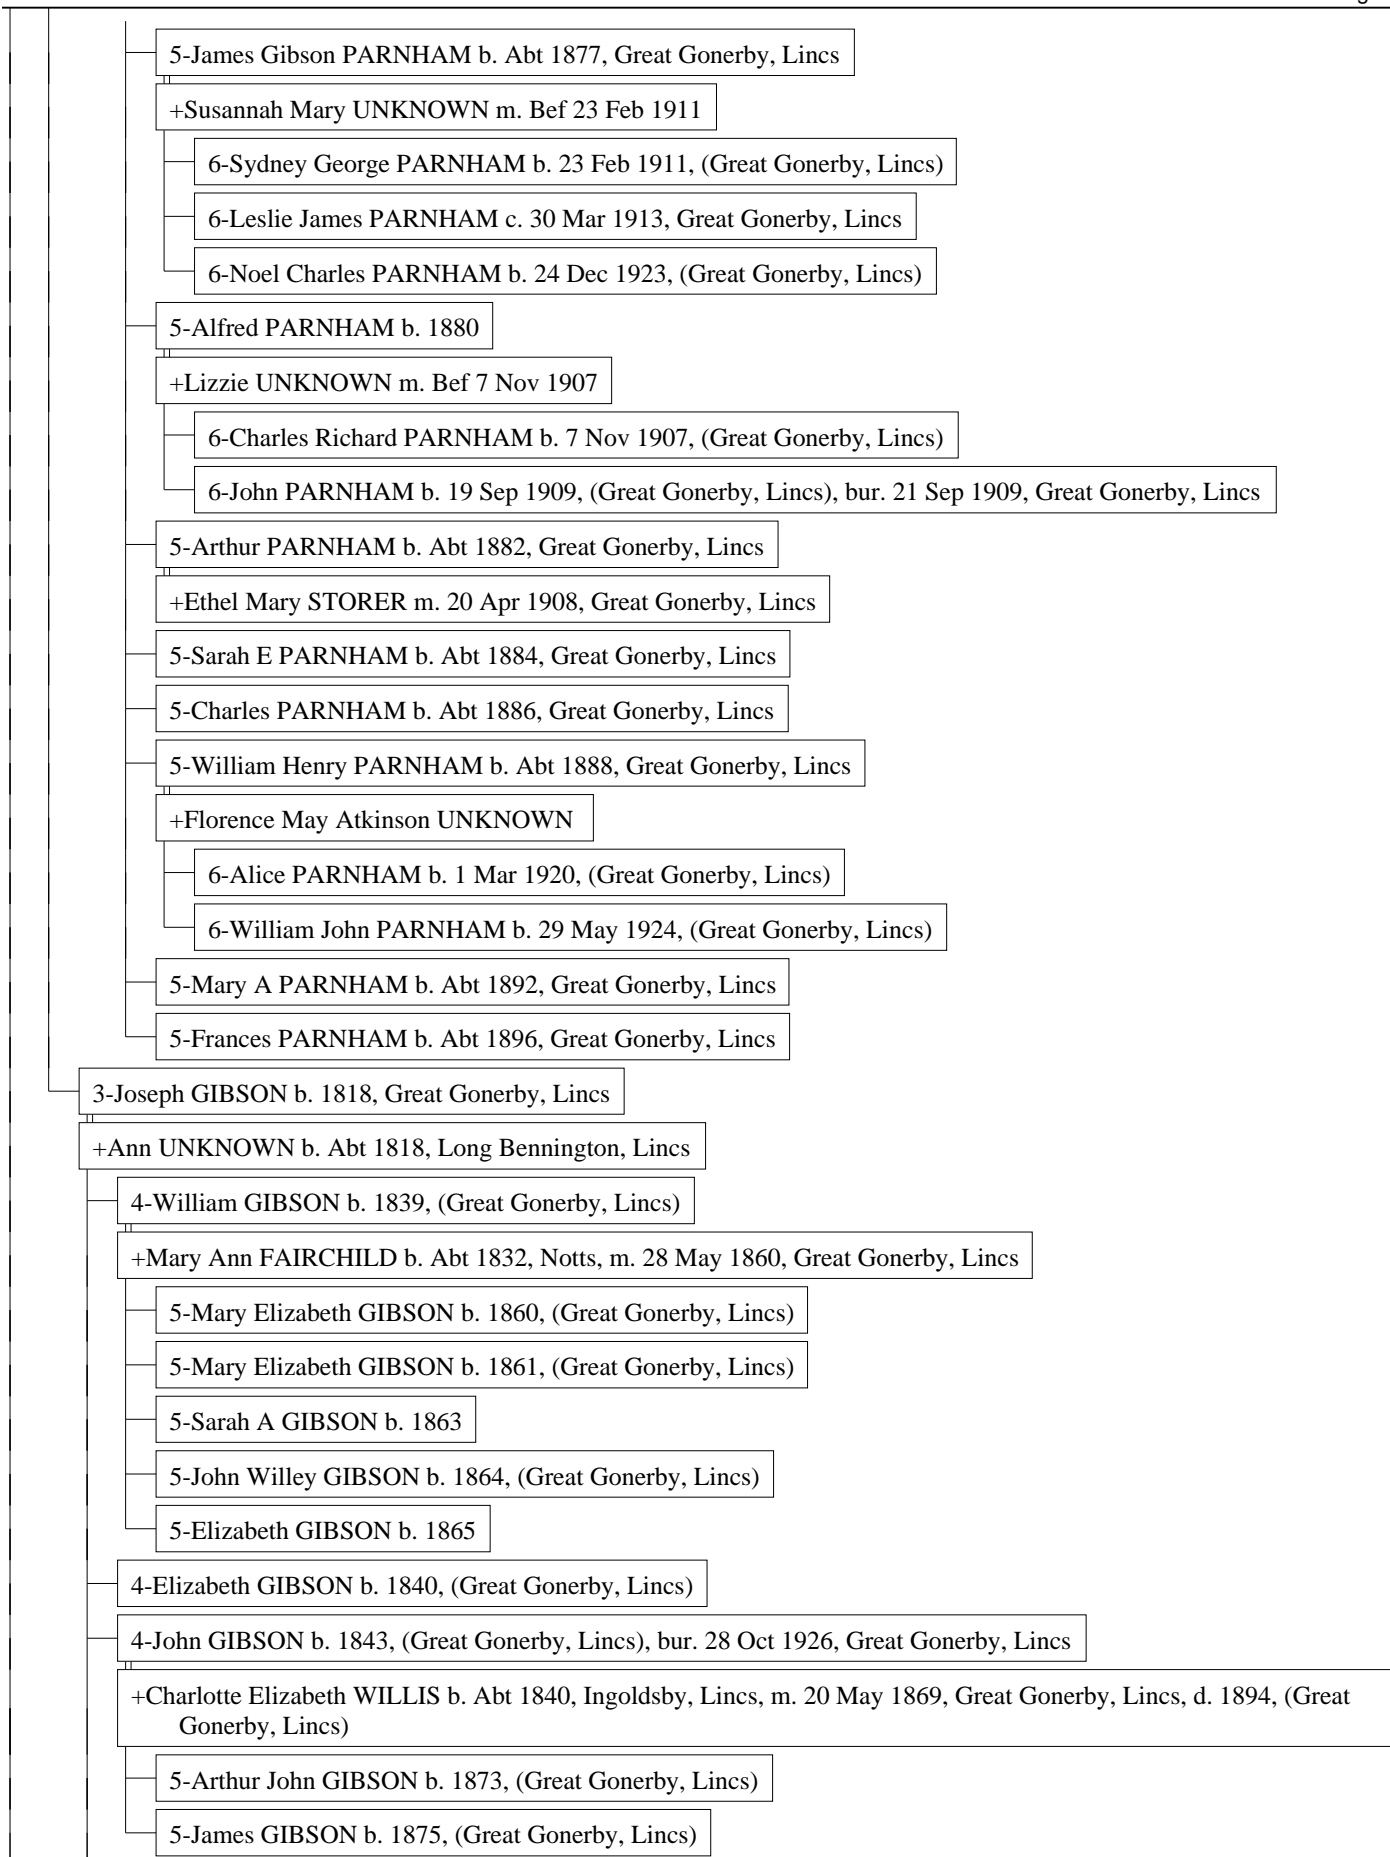 5-James Gibson PARNHAM b. Abt 1877, Great Gonerby, Lincs
+Susannah Mary UNKNOWN m. Bef 23 Feb 1911
6-Sydney George PARNHAM b. 23 Feb 1911, (Great Gonerby, Lincs)
6-Leslie James PARNHAM c. 30 Mar 1913, Great Gonerby, Lincs
6-Noel Charles PARNHAM b. 24 Dec 1923, (Great Gonerby, Lincs)
5-Alfred PARNHAM b. 1880
+Lizzie UNKNOWN m. Bef 7 Nov 1907
6-Charles Richard PARNHAM b. 7 Nov 1907, (Great Gonerby, Lincs)
6-John PARNHAM b. 19 Sep 1909, (Great Gonerby, Lincs), bur. 21 Sep 1909, Great Gonerby, Lincs
5-Arthur PARNHAM b. Abt 1882, Great Gonerby, Lincs
+Ethel Mary STORER m. 20 Apr 1908, Great Gonerby, Lincs
5-Sarah E PARNHAM b. Abt 1884, Great Gonerby, Lincs
5-Charles PARNHAM b. Abt 1886, Great Gonerby, Lincs
5-William Henry PARNHAM b. Abt 1888, Great Gonerby, Lincs
+Florence May Atkinson UNKNOWN
6-Alice PARNHAM b. 1 Mar 1920, (Great Gonerby, Lincs)
6-William John PARNHAM b. 29 May 1924, (Great Gonerby, Lincs)
5-Mary A PARNHAM b. Abt 1892, Great Gonerby, Lincs
5-Frances PARNHAM b. Abt 1896, Great Gonerby, Lincs
3-Joseph GIBSON b. 1818, Great Gonerby, Lincs
+Ann UNKNOWN b. Abt 1818, Long Bennington, Lincs
4-William GIBSON b. 1839, (Great Gonerby, Lincs)
+Mary Ann FAIRCHILD b. Abt 1832, Notts, m. 28 May 1860, Great Gonerby, Lincs
5-Mary Elizabeth GIBSON b. 1860, (Great Gonerby, Lincs)
5-Mary Elizabeth GIBSON b. 1861, (Great Gonerby, Lincs)
5-Sarah A GIBSON b. 1863
5-John Willey GIBSON b. 1864, (Great Gonerby, Lincs)
5-Elizabeth GIBSON b. 1865
4-Elizabeth GIBSON b. 1840, (Great Gonerby, Lincs)
4-John GIBSON b. 1843, (Great Gonerby, Lincs), bur. 28 Oct 1926, Great Gonerby, Lincs
+Charlotte Elizabeth WILLIS b. Abt 1840, Ingoldsby, Lincs, m. 20 May 1869, Great Gonerby, Lincs, d. 1894, (Great
Gonerby, Lincs)
5-Arthur John GIBSON b. 1873, (Great Gonerby, Lincs)
5-James GIBSON b. 1875, (Great Gonerby, Lincs)